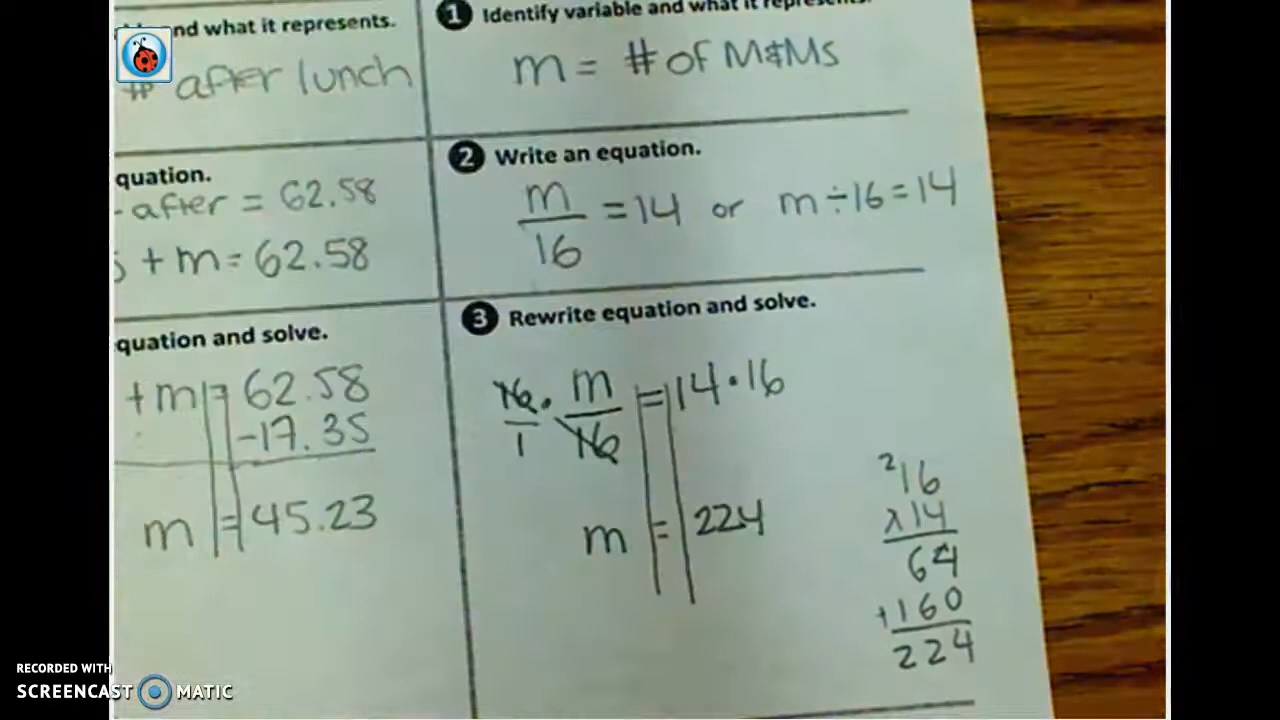 nd what it represents.
# after lunch
quation.
- after = 62.58
5 + m = 62.58
quation and solve.
+ m = 62.58
-17.35
m = 45.23
1 Identify variable and what it represents.
m = # of M&Ms
2 Write an equation.
m/16 = 14 or m ÷ 16 = 14
3 Rewrite equation and solve.
16/1 · m/16 = 14 · 16
m = 224
2
16
x14
64
+160
224
RECORDED WITH
SCREENCAST MATIC